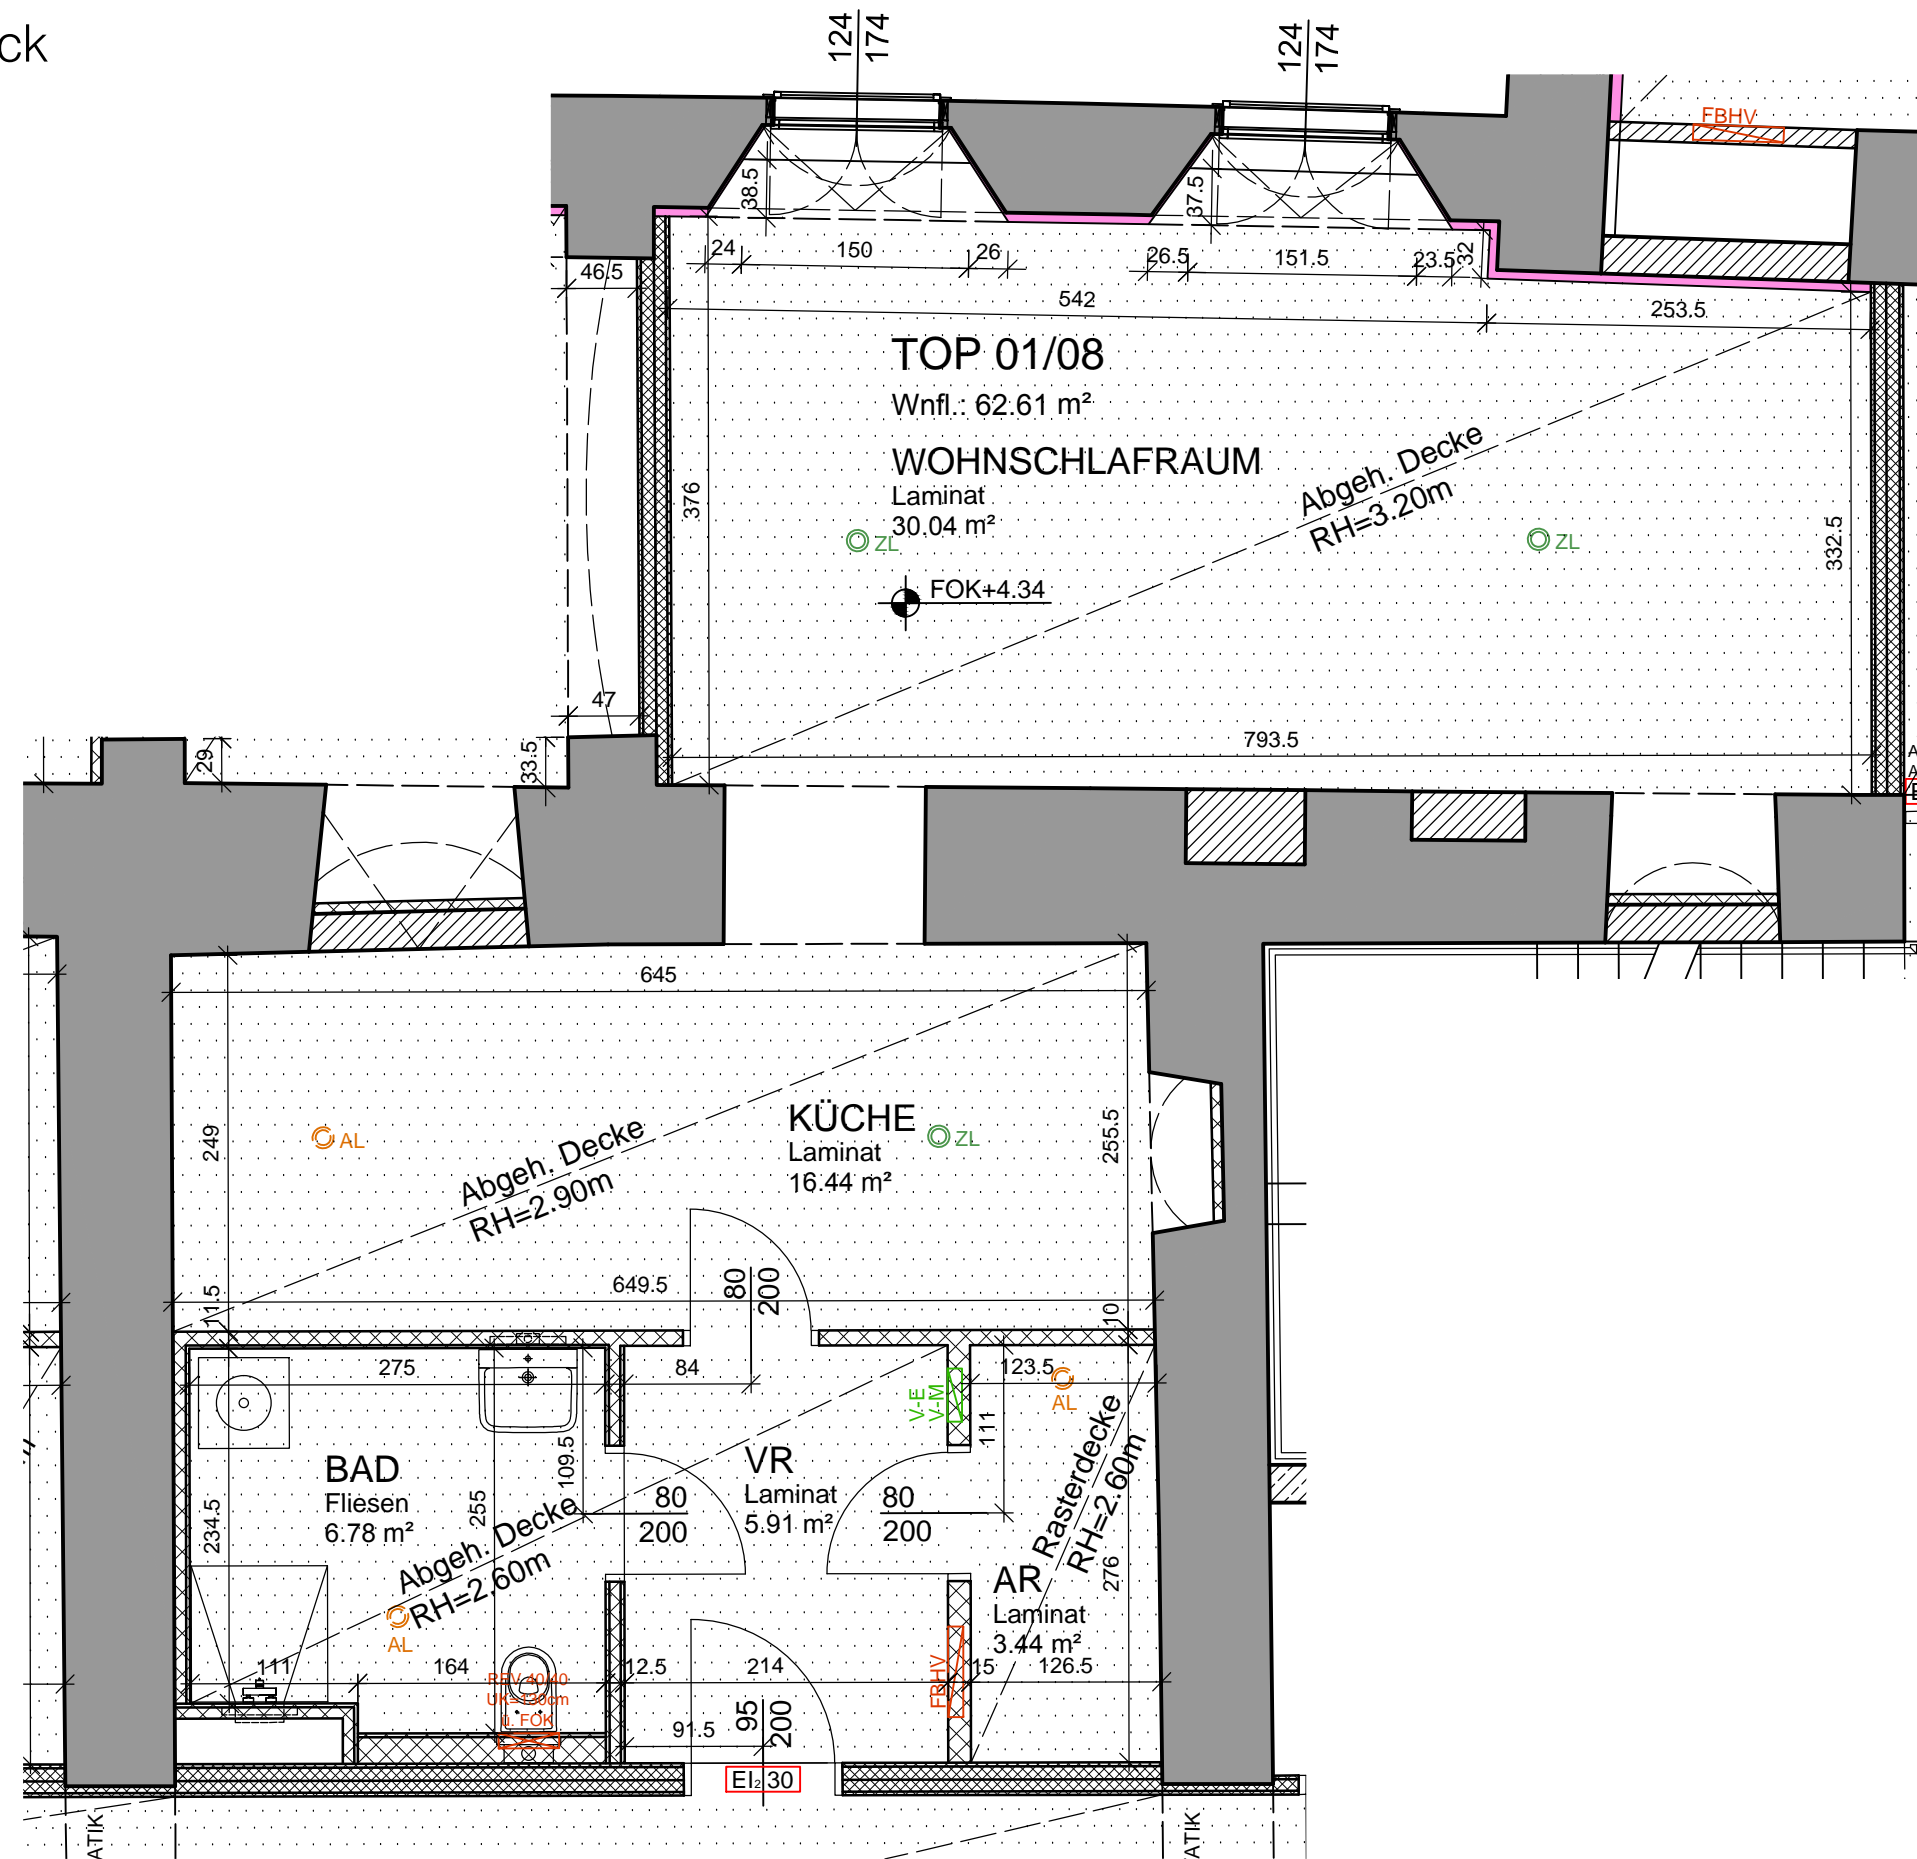 ck
124
174
124
174
FBHV
38.5
37.5
24
150
26
26.5
151.5
23.5
32
46.5
542
253.5
TOP 01/08
Wnfl.: 62.61 m²
WOHNSCHLAFRAUM
Laminat
30.04 m²
376
Abgeh. Decke
RH=3.20m
332.5
ZL
ZL
FOK+4.34
47
793.5
29
33.5
A
A
645
249
KÜCHE
Laminat
16.44 m²
AL
ZL
255.5
Abgeh. Decke
RH=2.90m
649.5
80
200
11.5
10
275
84
123.5
AL
V-E
V-M
111
109.5
BAD
Fliesen
6.78 m²
234.5
255
VR
Laminat
5.91 m²
80
200
80
200
Rasterdecke
RH=2.60m
276
Abgeh. Decke
RH=2.60m
AL
AR
Laminat
3.44 m²
111
164
REV 40/40
UK=130cm
ü. FOK
12.5
214
FBHV
15
126.5
91.5
95
200
EI₂ 30
ATIK
ATIK